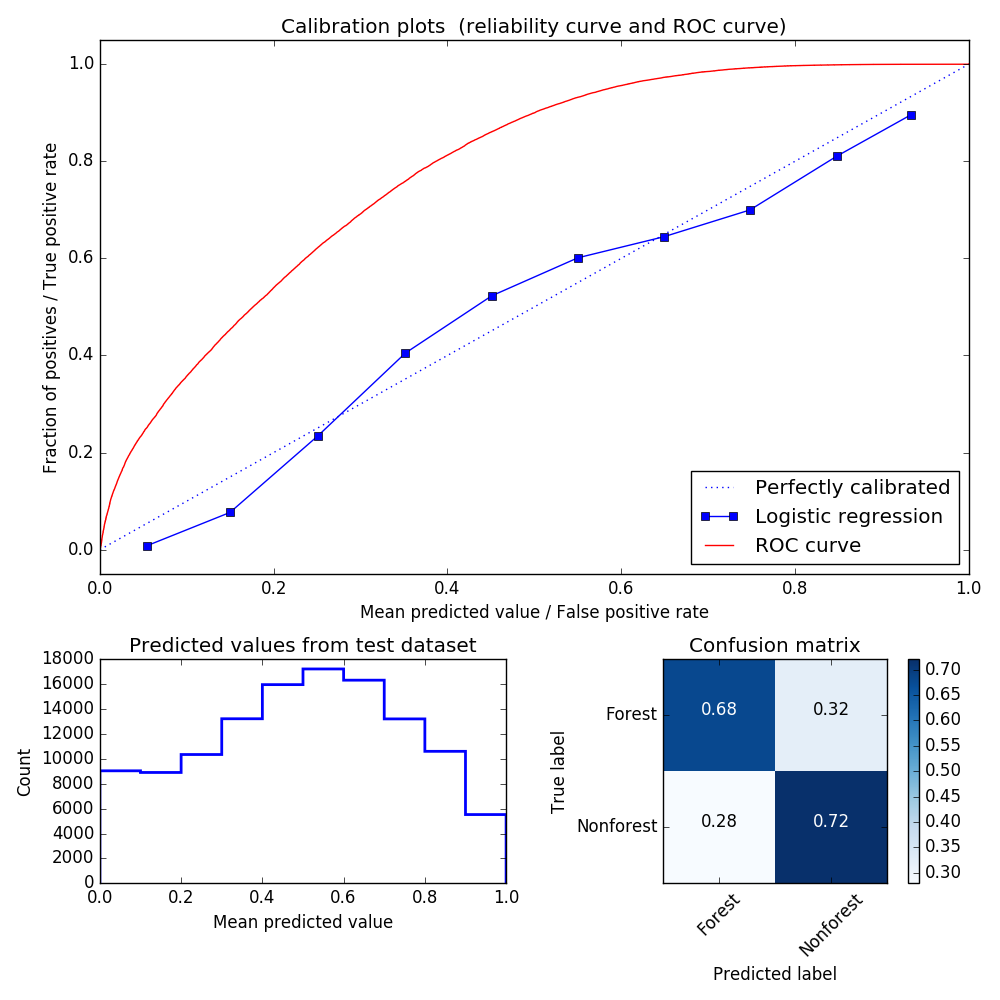 Calibration plots  (reliability curve and ROC curve)
1.0
0.8
0.6
0.4
0.2
0.0
Fraction of positives / True positive rate
Perfectly calibrated
Logistic regression
ROC curve
0.0 0.2 0.4 0.6 0.8 1.0
Mean predicted value / False positive rate
Predicted values from test dataset
18000
16000
14000
12000
10000
8000
6000
4000
2000
0
Count
0.0 0.2 0.4 0.6 0.8 1.0
Mean predicted value
Confusion matrix
True label
Forest 0.68 0.32
Nonforest 0.28 0.72
Forest Nonforest
Predicted label
0.70
0.65
0.60
0.55
0.50
0.45
0.40
0.35
0.30